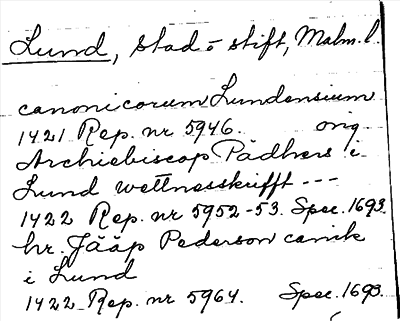 Lund, stad o stift, Malm. l.
canonicorum Lundensium
1421 Rep. nr 5946. orig.
Archiebiscop Pädhers i
Lund wettnesskrifft ---
1422 Rep. nr 5952-53. Spec. 1693.
hr. Jääp Pederson canik
i Lund
1422 Rep. nr 5964. Spec. 1693.